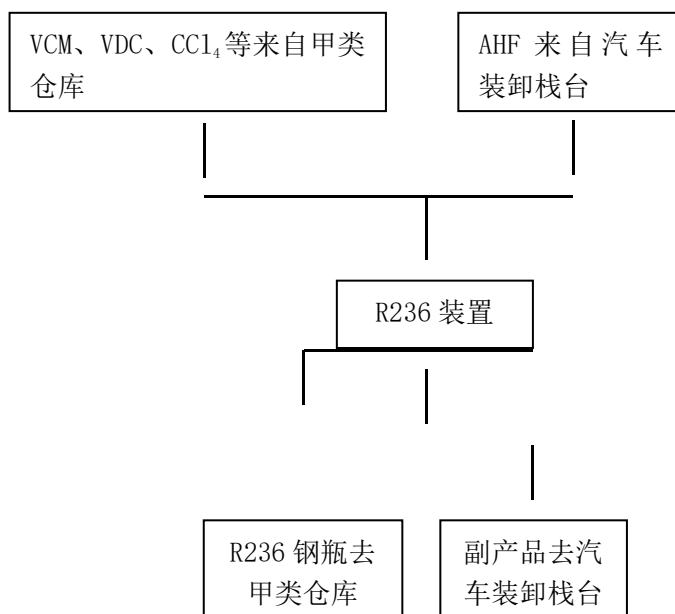 VCM、VDC、CCl₄等来自甲类
仓库
AHF 来自汽车
装卸栈台
R236 装置
R236 钢瓶去
甲类仓库
副产品去汽
车装卸栈台